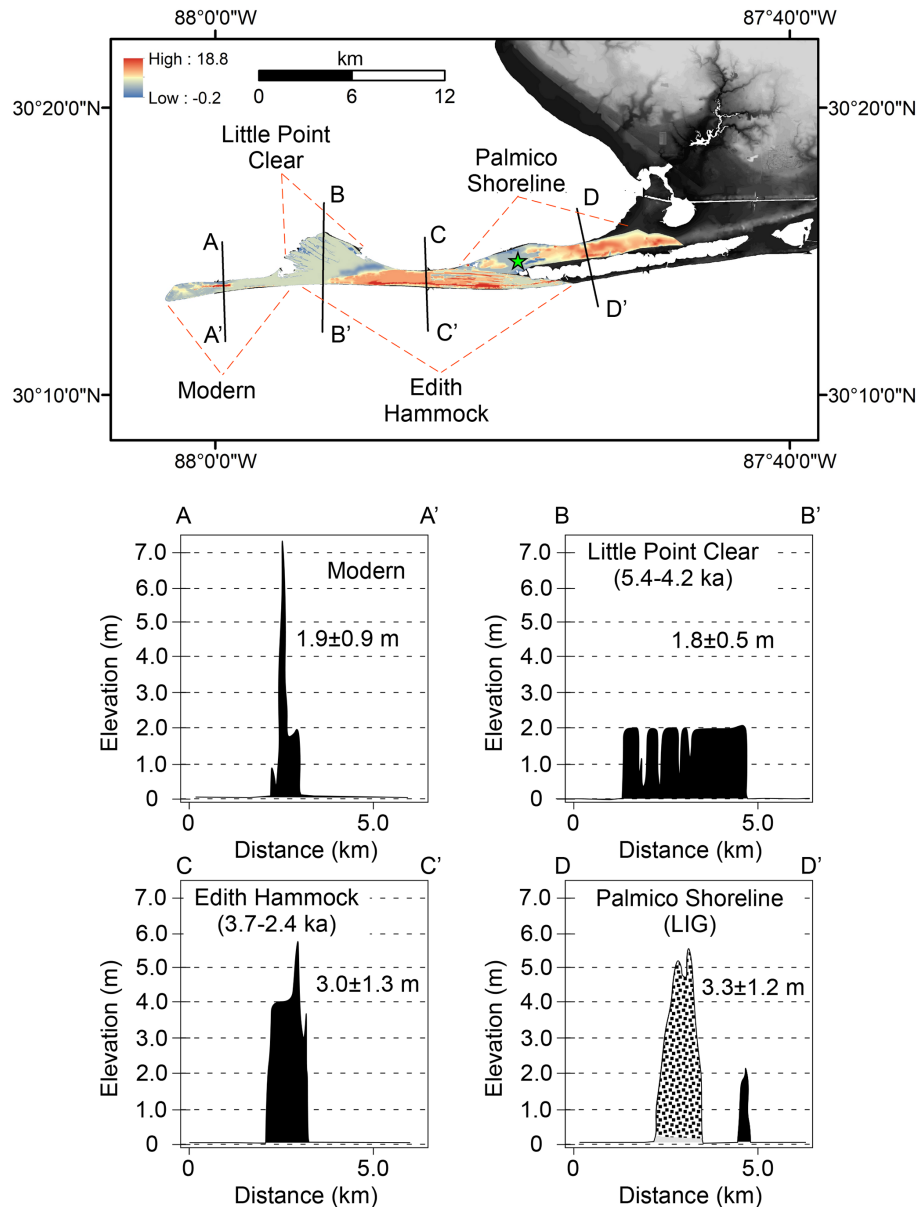 88°0'0"W 87°40'0"W
High : 18.8
Low : -0.2
km
0 6 12
30°20'0"N 30°20'0"N
Little Point
Clear
Palmico
Shoreline
A B C D
A' B' C' D'
Modern
Edith
Hammock
30°10'0"N 30°10'0"N
88°0'0"W 87°40'0"W
A A’
Modern
1.9±0.9 m
Elevation (m)
7.0
6.0
5.0
4.0
3.0
2.0
1.0
0
0 5.0
Distance (km)
B B’
Little Point Clear
(5.4-4.2 ka)
1.8±0.5 m
Elevation (m)
7.0
6.0
5.0
4.0
3.0
2.0
1.0
0
0 5.0
Distance (km)
C C’
Edith Hammock
(3.7-2.4 ka)
3.0±1.3 m
Elevation (m)
7.0
6.0
5.0
4.0
3.0
2.0
1.0
0
0 5.0
Distance (km)
D D’
Palmico Shoreline
(LIG)
3.3±1.2 m
Elevation (m)
7.0
6.0
5.0
4.0
3.0
2.0
1.0
0
0 5.0
Distance (km)